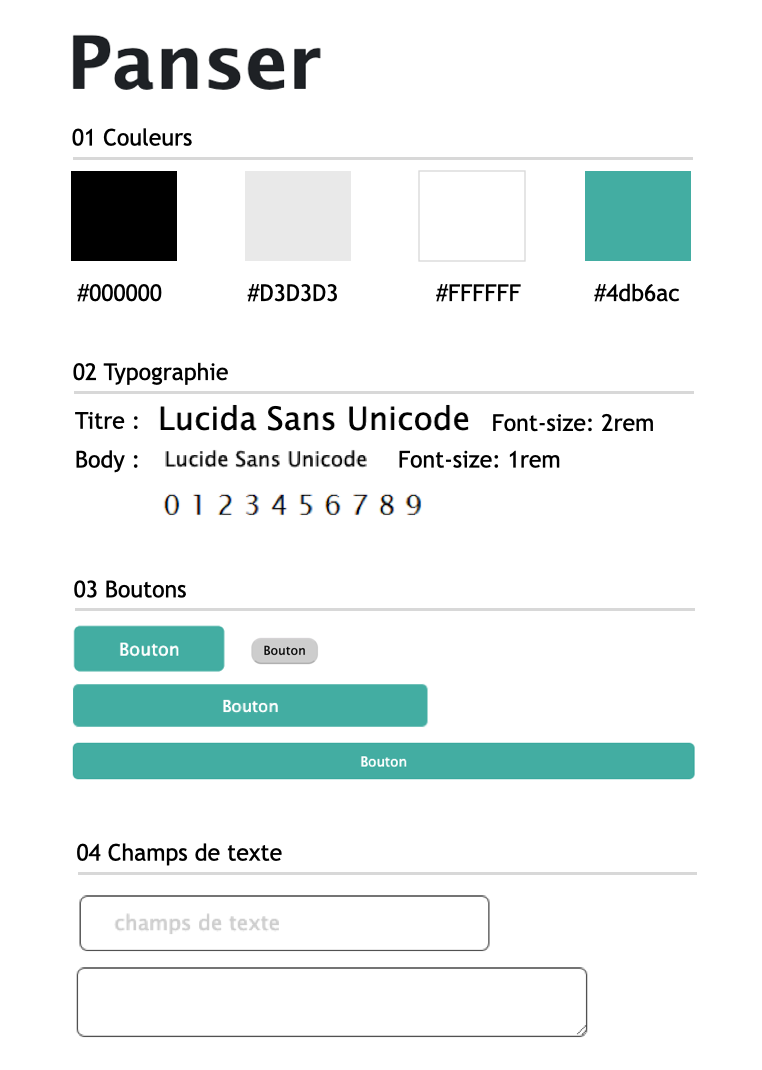 Panser
01 Couleurs
#000000 #D3D3D3 #FFFFFF #4db6ac
02 Typographie
Titre : Lucida Sans Unicode Font-size: 2rem
Body : Lucide Sans Unicode Font-size: 1rem
0 1 2 3 4 5 6 7 8 9
03 Boutons
Bouton Bouton
Bouton
Bouton
04 Champs de texte
champs de texte